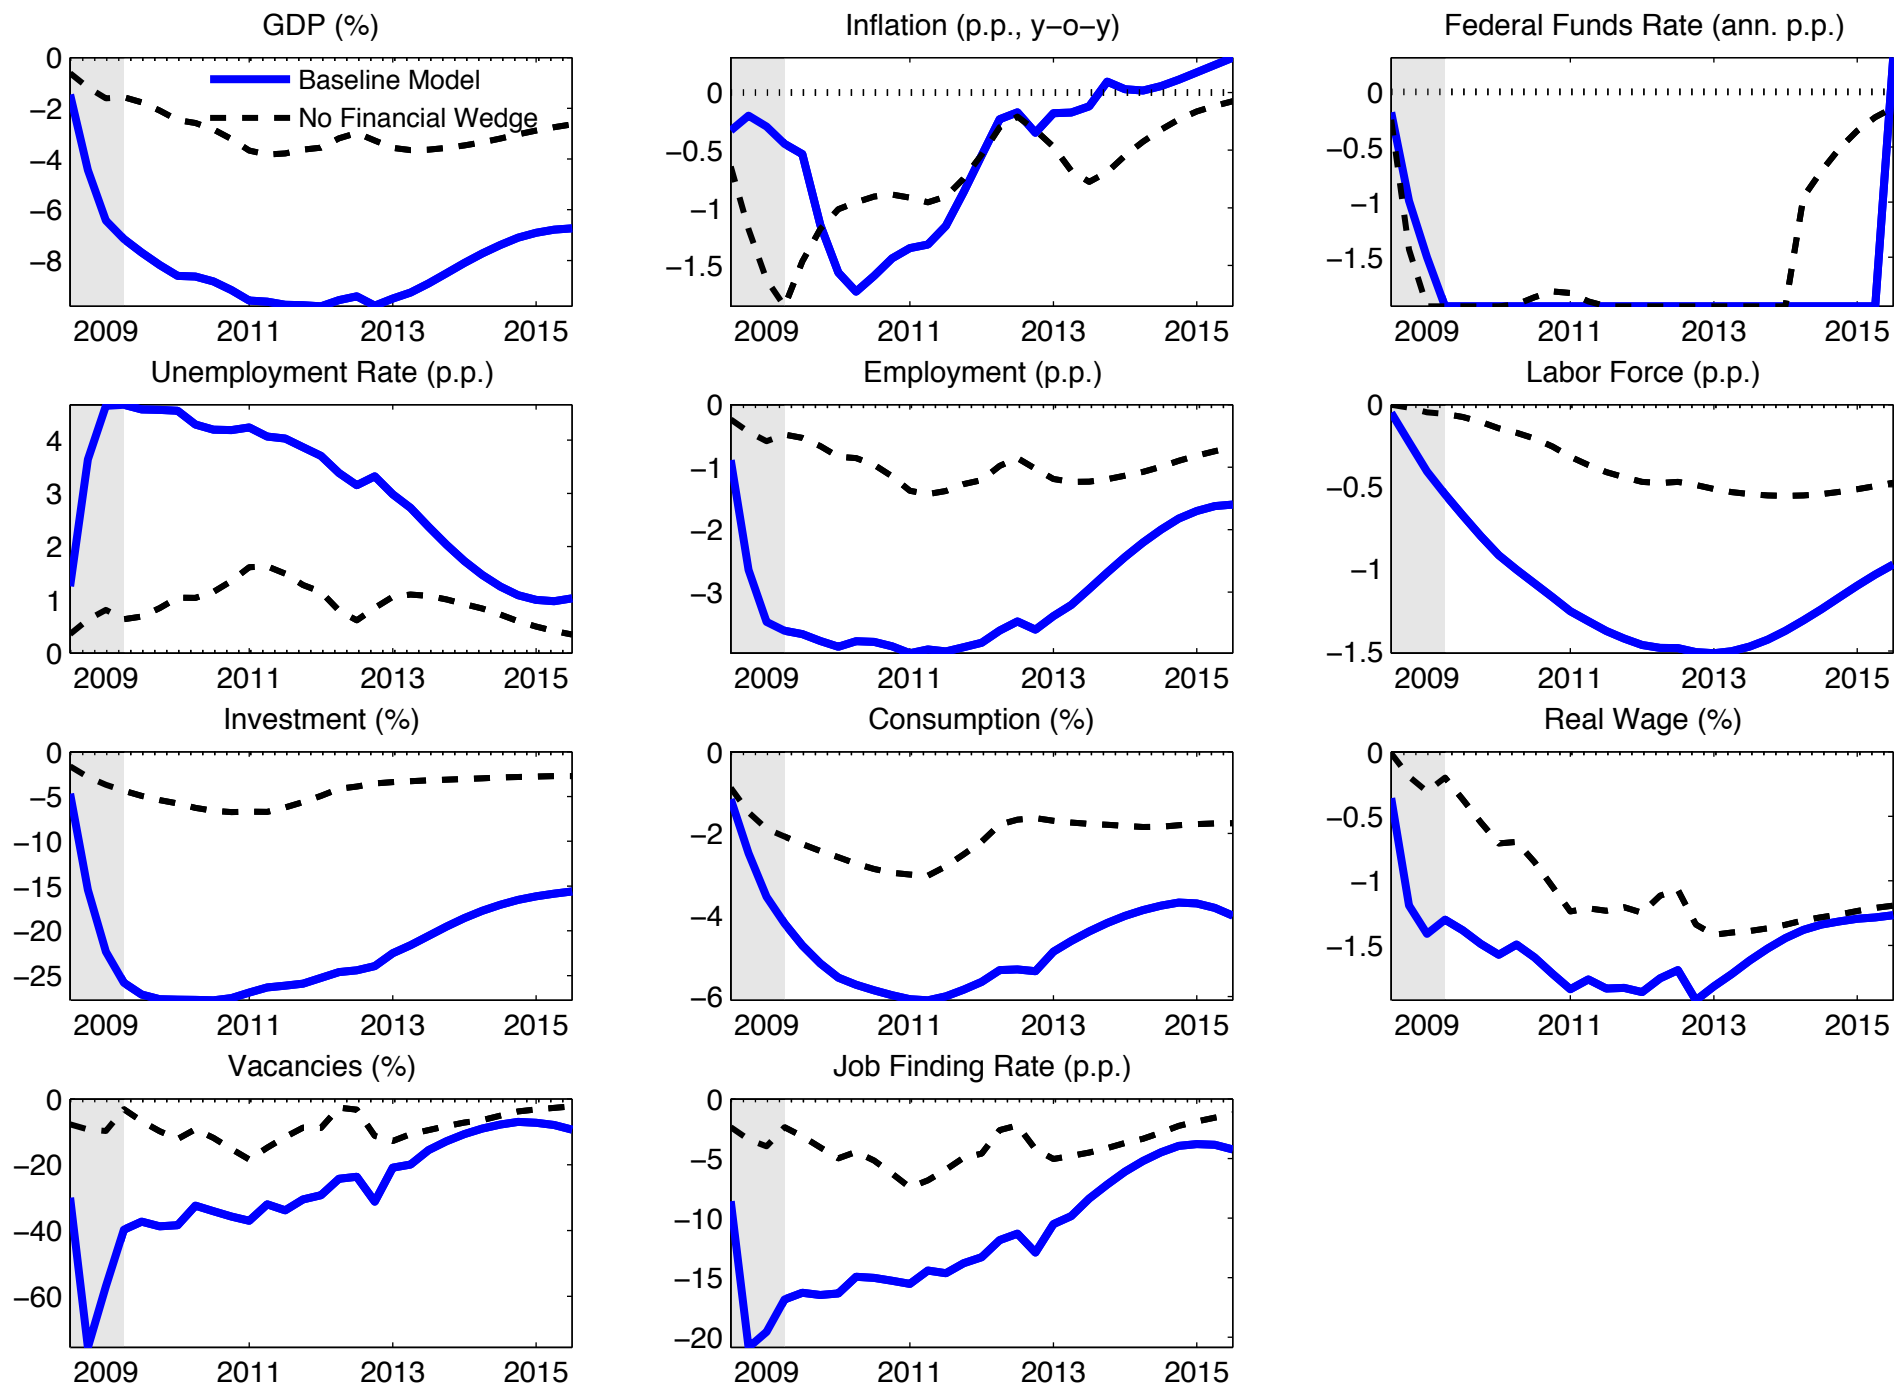 GDP (%)
0
−2
−4
−6
−8
Baseline Model
No Financial Wedge
2009 2011 2013 2015
Inflation (p.p., y−o−y)
0
−0.5
−1
−1.5
2009 2011 2013 2015
Federal Funds Rate (ann. p.p.)
0
−0.5
−1
−1.5
2009 2011 2013 2015
Unemployment Rate (p.p.)
4
3
2
1
0
2009 2011 2013 2015
Employment (p.p.)
0
−1
−2
−3
2009 2011 2013 2015
Labor Force (p.p.)
0
−0.5
−1
−1.5
2009 2011 2013 2015
Investment (%)
0
−5
−10
−15
−20
−25
2009 2011 2013 2015
Consumption (%)
0
−2
−4
−6
2009 2011 2013 2015
Real Wage (%)
0
−0.5
−1
−1.5
2009 2011 2013 2015
Vacancies (%)
0
−20
−40
−60
2009 2011 2013 2015
Job Finding Rate (p.p.)
0
−5
−10
−15
−20
2009 2011 2013 2015